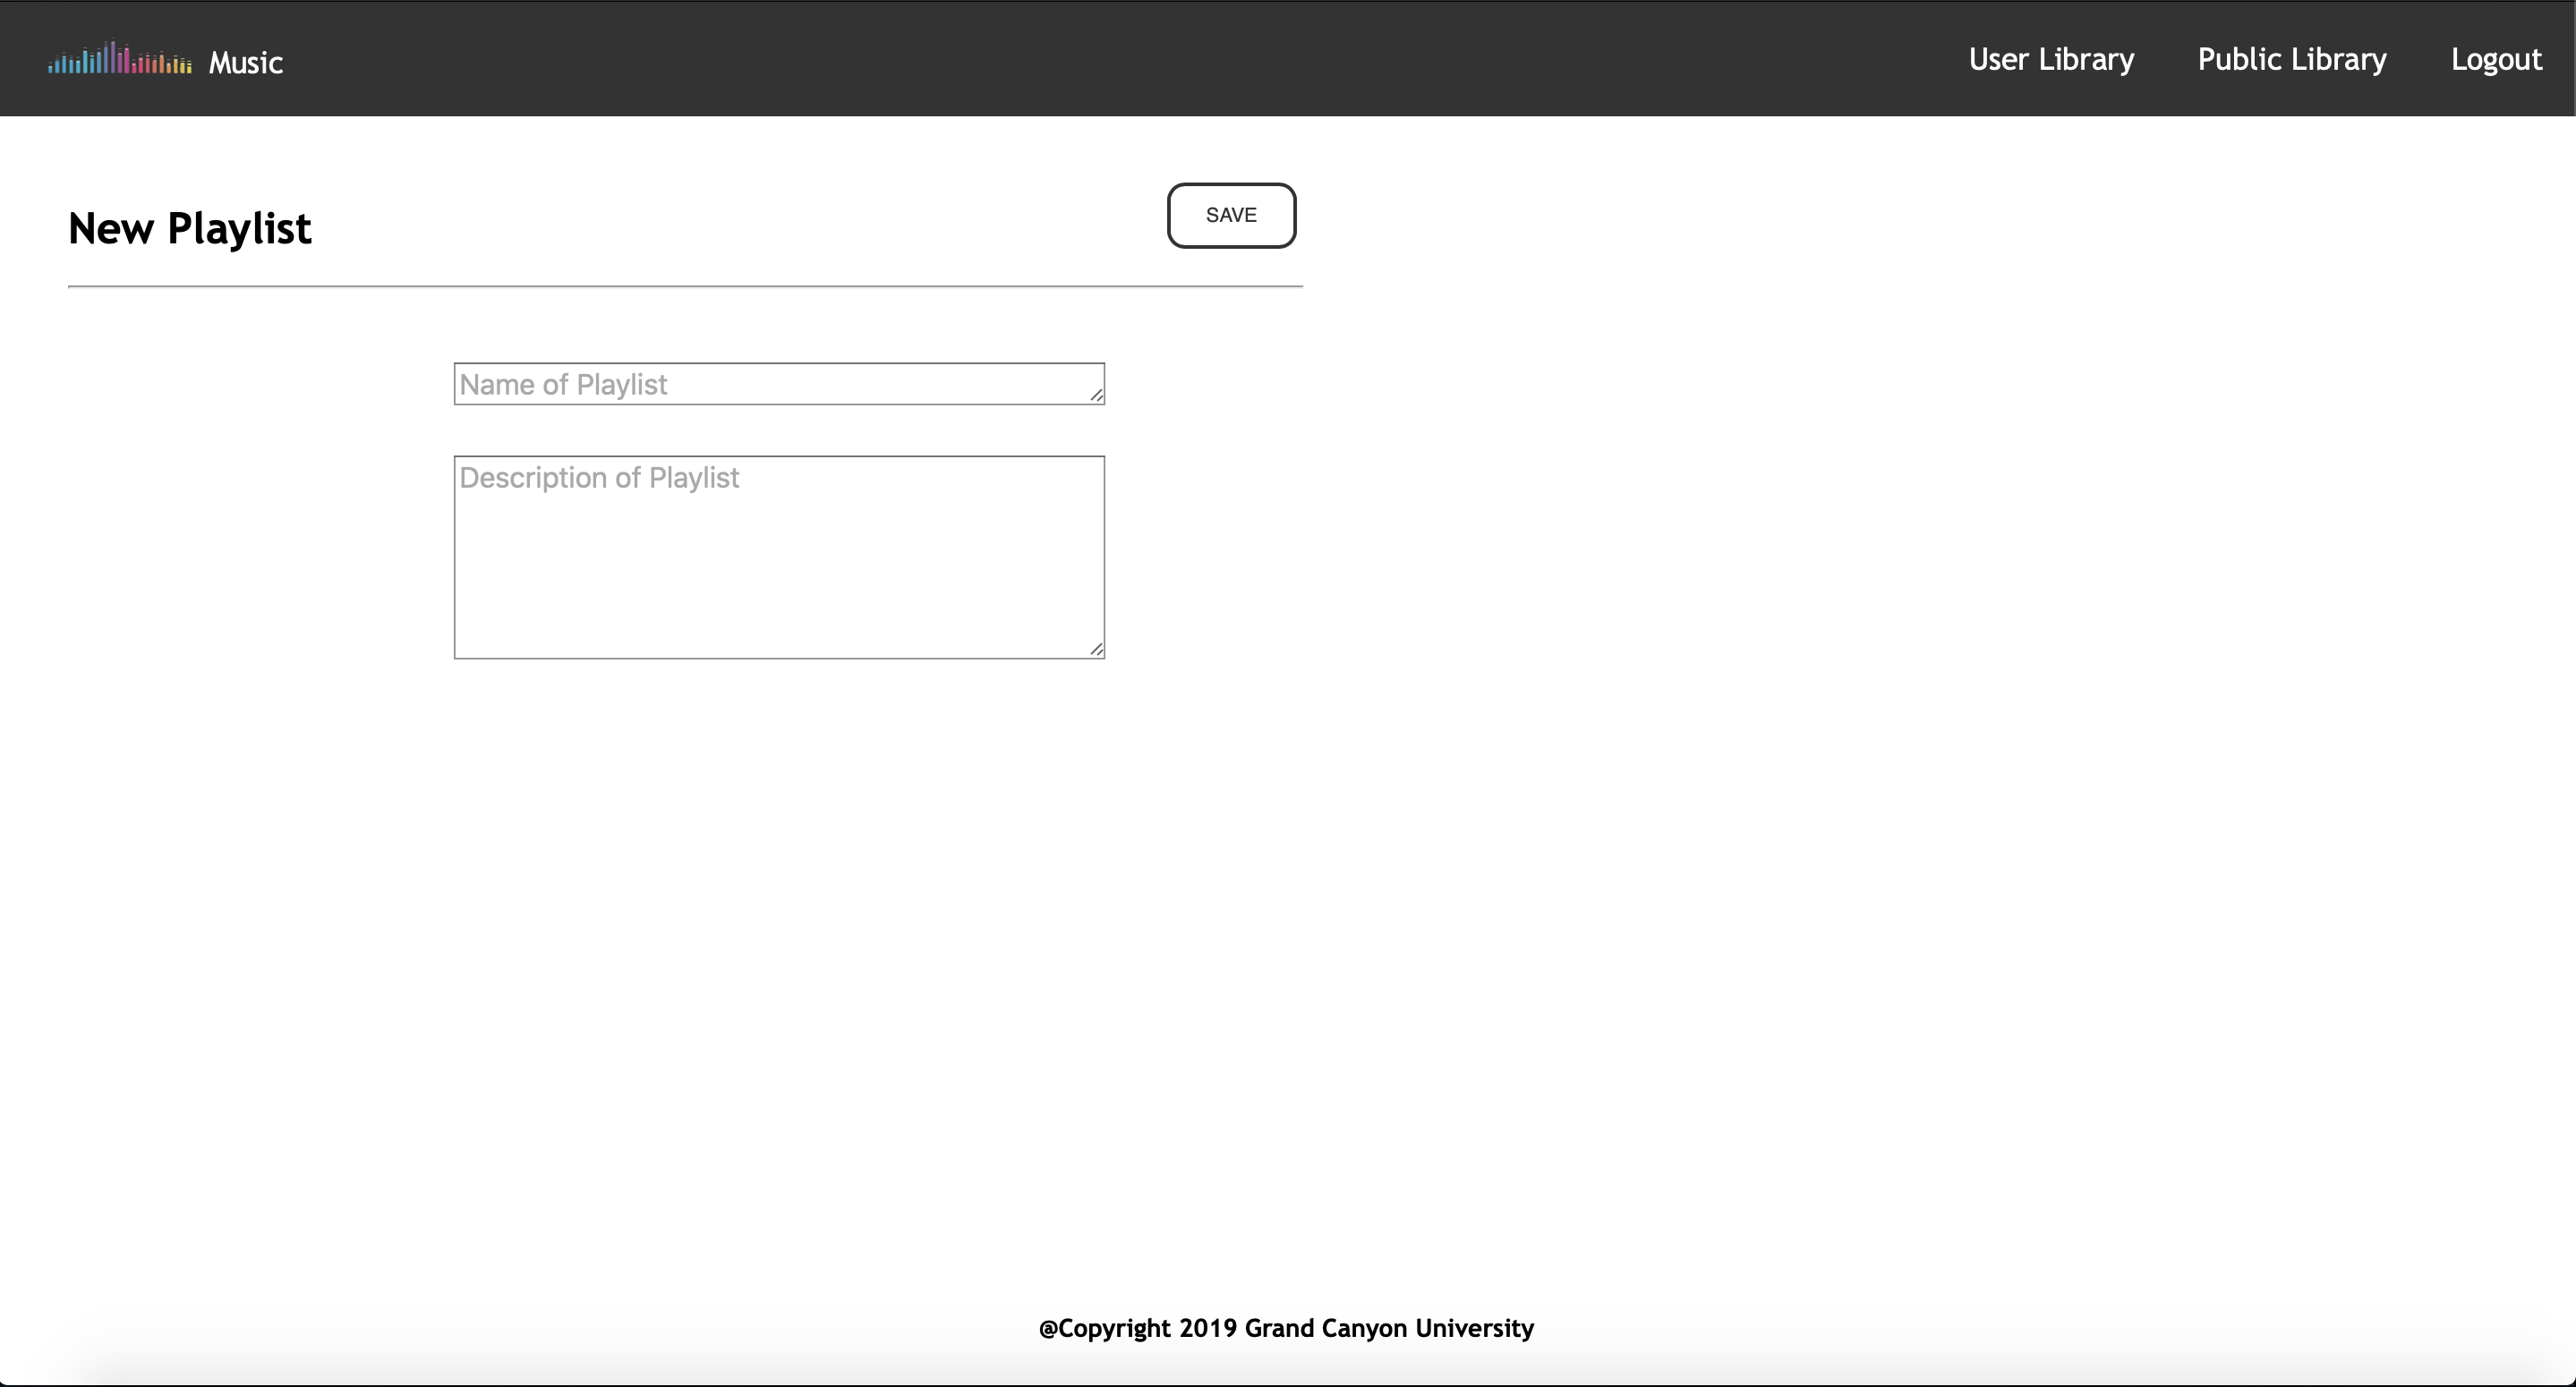 Music
User Library
Public Library
Logout
New Playlist
SAVE
Name of Playlist
Description of Playlist
@Copyright 2019 Grand Canyon University